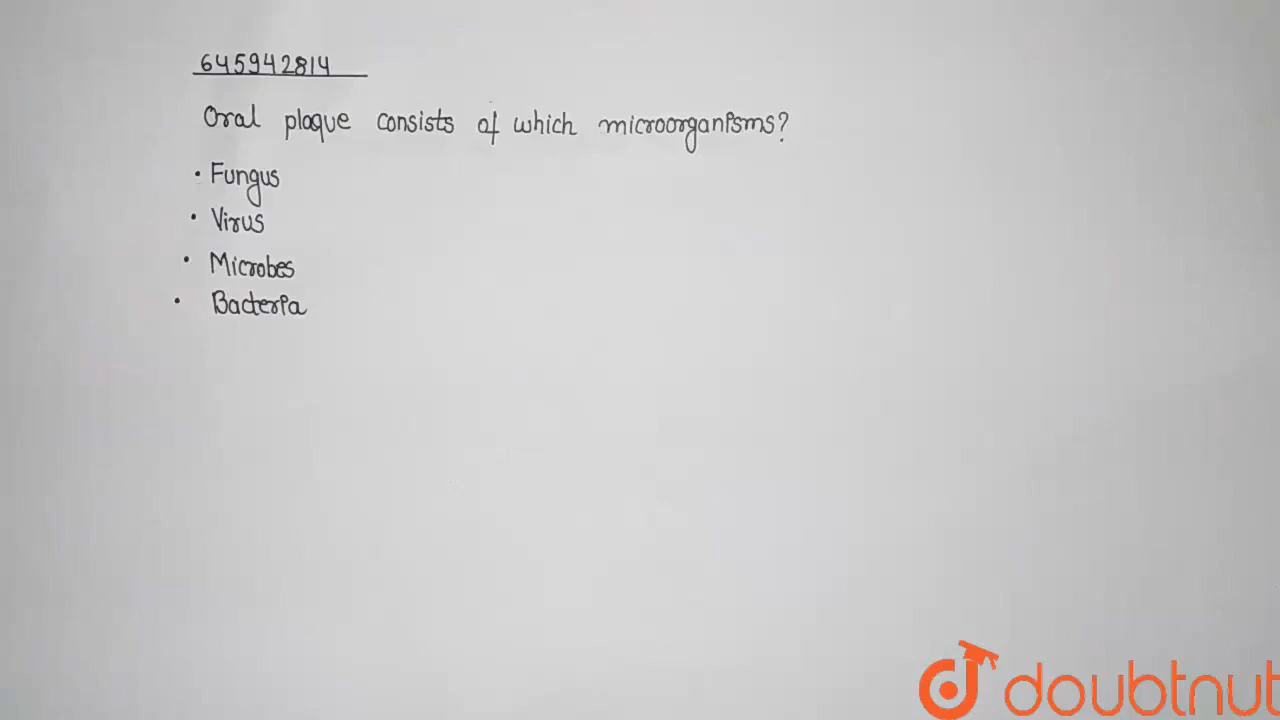 645942814
Oral plaque consists of which microorganisms?
• Fungus
• Virus
• Microbes
• Bacteria
doubtnut